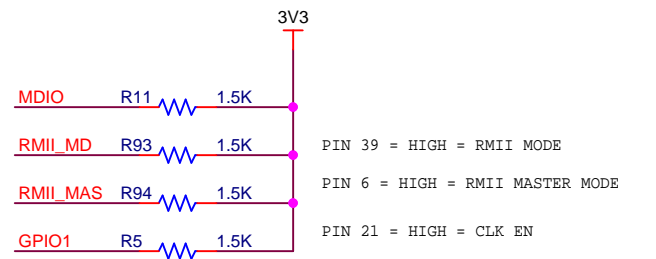 3V3
MDIO R11 1.5K
RMII_MD R93 1.5K PIN 39 = HIGH = RMII MODE
RMII_MAS R94 1.5K PIN 6 = HIGH = RMII MASTER MODE
GPIO1 R5 1.5K PIN 21 = HIGH = CLK EN